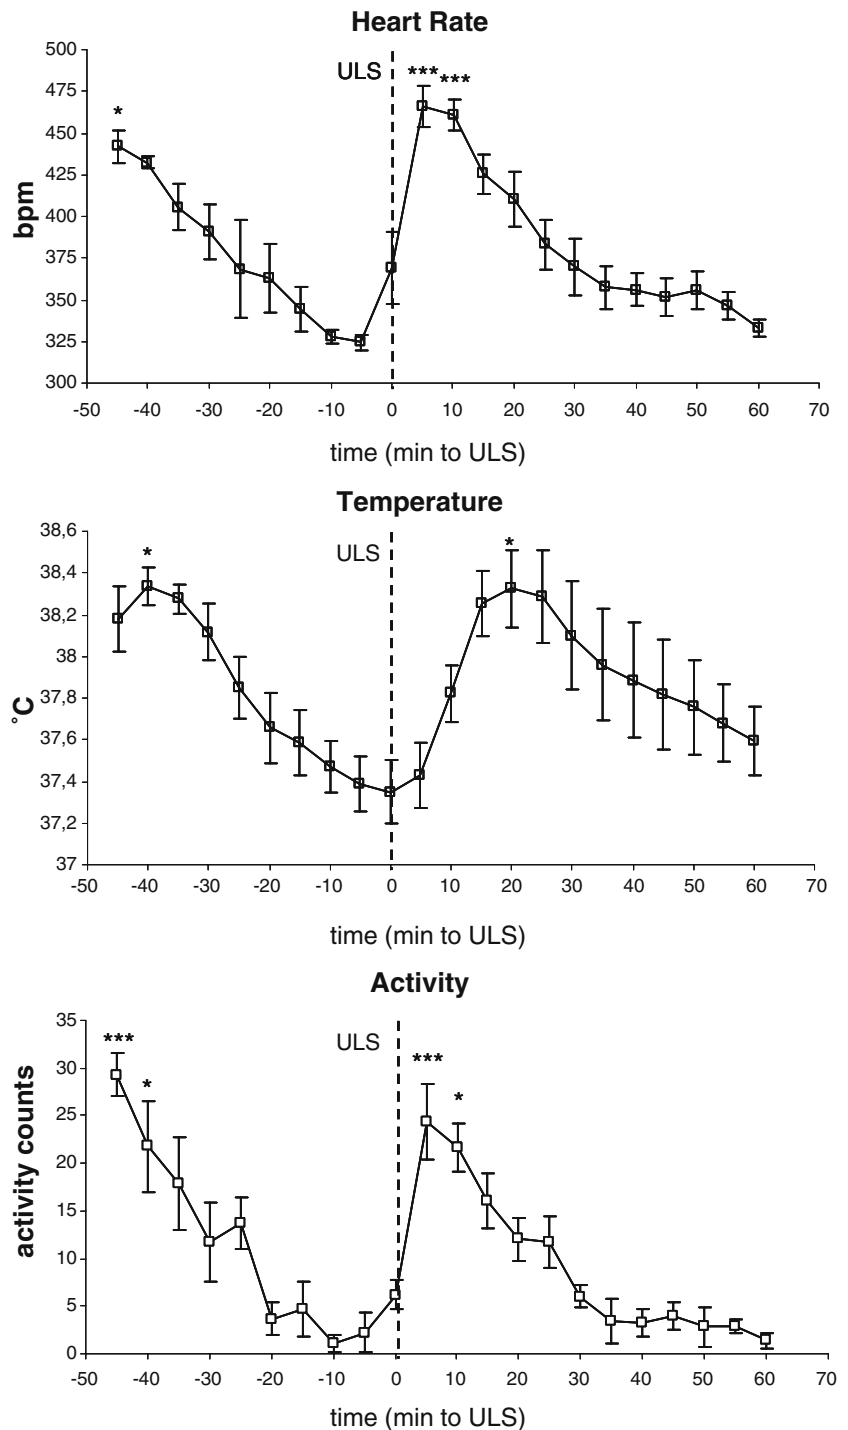 Heart Rate
500
475
450
425
400
375
350
325
300
bpm
ULS
*
***
***
-50 -40 -30 -20 -10 0 10 20 30 40 50 60 70
time (min to ULS)
Temperature
38,6
38,4
38,2
38
37,8
37,6
37,4
37,2
37
°C
ULS
*
*
-50 -40 -30 -20 -10 0 10 20 30 40 50 60 70
time (min to ULS)
Activity
35
30
25
20
15
10
5
0
activity counts
ULS
***
*
***
*
-50 -40 -30 -20 -10 0 10 20 30 40 50 60 70
time (min to ULS)